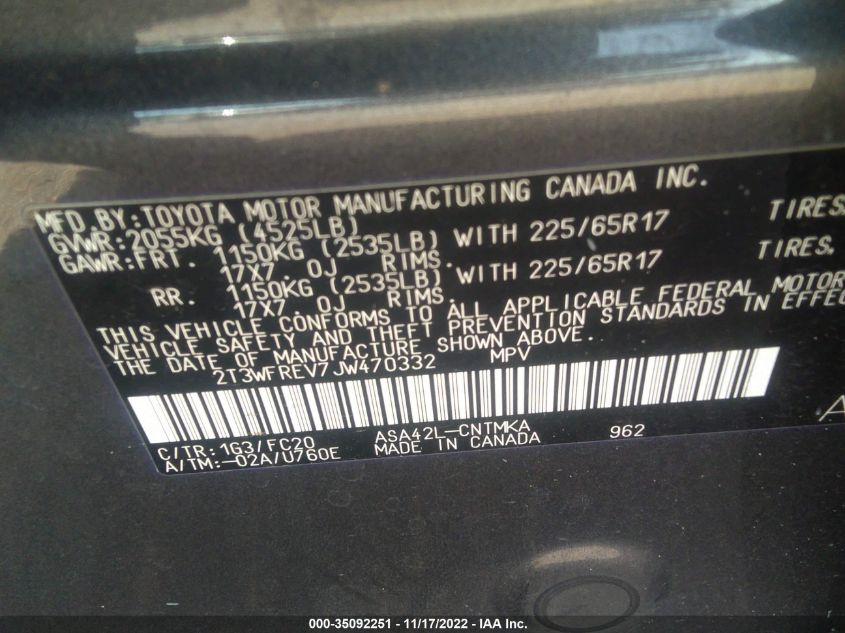 MFD.BY:TOYOTA MOTOR MANUFACTURING CANADA INC.
GVWR:2055KG (4525LB)
GAWR:FRT. 1150KG (2535LB) WITH 225/65R17 TIRES,
17X7.0J RIMS.
RR. 1150KG (2535LB) WITH 225/65R17 TIRES,
17X7.0J RIMS.
THIS VEHICLE CONFORMS TO ALL APPLICABLE FEDERAL MOTOR
VEHICLE SAFETY AND THEFT PREVENTION STANDARDS IN EFFEC
THE DATE OF MANUFACTURE SHOWN ABOVE.
2T3WFREV7JW470332 MPV
C/TR:1G3/FC20 ASA42L-CNTMKA 962
A/TM:-02A/U760E MADE IN CANADA
A
000-35092251 - 11/17/2022 - IAA Inc.